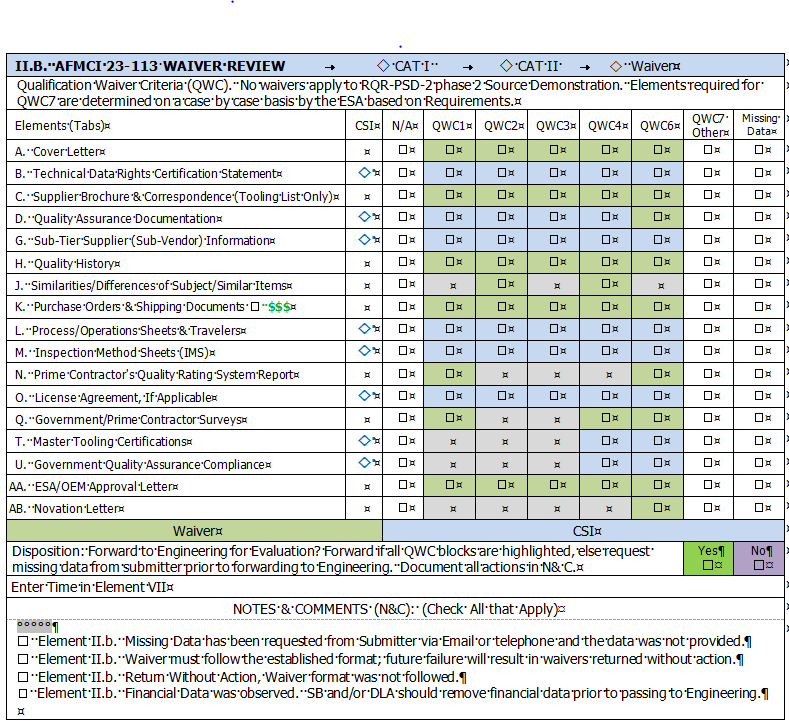 II.B. AFMCI 23-113 WAIVER REVIEW → ◇ CAT I → ◇ CAT II → ◇ Waiver¤
Qualification Waiver Criteria (QWC). No waivers apply to RQR-PSD-2 phase 2 Source Demonstration. Elements required for
QWC7 are determined on a case by case basis by the ESA based on Requirements.¤
Elements (Tabs)¤ CSI¤ N/A¤ QWC1¤ QWC2¤ QWC3¤ QWC4¤ QWC6¤ QWC7 Other¤ Missing Data¤
A. Cover Letter¤ ¤ ☐¤ ☐¤ ☐¤ ☐¤ ☐¤ ☐¤ ☐¤ ☐¤
B. Technical Data Rights Certification Statement¤ ◇¤ ☐¤ ☐¤ ☐¤ ☐¤ ☐¤ ☐¤ ☐¤ ☐¤
C. Supplier Brochure & Correspondence (Tooling List Only)¤ ¤ ☐¤ ☐¤ ☐¤ ☐¤ ☐¤ ☐¤ ☐¤ ☐¤
D. Quality Assurance Documentation¤ ◇¤ ☐¤ ☐¤ ☐¤ ☐¤ ☐¤ ☐¤ ☐¤ ☐¤
G. Sub-Tier Supplier (Sub-Vendor) Information¤ ◇¤ ☐¤ ☐¤ ☐¤ ☐¤ ☐¤ ☐¤ ☐¤ ☐¤
H. Quality History¤ ¤ ☐¤ ☐¤ ☐¤ ☐¤ ☐¤ ☐¤ ☐¤ ☐¤
J. Similarities/Differences of Subject/Similar Items¤ ¤ ☐¤ ¤ ☐¤ ¤ ☐¤ ¤ ☐¤ ☐¤
K. Purchase Orders & Shipping Documents ☐ $$$¤ ¤ ☐¤ ☐¤ ☐¤ ☐¤ ☐¤ ☐¤ ☐¤ ☐¤
L. Process/Operations Sheets & Travelers¤ ◇¤ ☐¤ ☐¤ ☐¤ ☐¤ ☐¤ ☐¤ ☐¤ ☐¤
M. Inspection Method Sheets (IMS)¤ ◇¤ ☐¤ ☐¤ ☐¤ ☐¤ ☐¤ ☐¤ ☐¤ ☐¤
N. Prime Contractor's Quality Rating System Report¤ ¤ ☐¤ ☐¤ ¤ ¤ ¤ ☐¤ ☐¤ ☐¤
O. License Agreement, If Applicable¤ ◇¤ ☐¤ ☐¤ ☐¤ ☐¤ ☐¤ ☐¤ ☐¤ ☐¤
Q. Government/Prime Contractor Surveys¤ ¤ ☐¤ ☐¤ ¤ ¤ ☐¤ ☐¤ ☐¤ ☐¤
T. Master Tooling Certifications¤ ◇¤ ☐¤ ¤ ¤ ¤ ☐¤ ☐¤ ☐¤ ☐¤
U. Government Quality Assurance Compliance¤ ◇¤ ☐¤ ¤ ¤ ¤ ☐¤ ☐¤ ☐¤ ☐¤
AA. ESA/OEM Approval Letter¤ ¤ ☐¤ ☐¤ ☐¤ ☐¤ ☐¤ ☐¤ ☐¤ ☐¤
AB. Novation Letter¤ ¤ ☐¤ ¤ ¤ ¤ ¤ ☐¤ ☐¤ ☐¤
Waiver¤ CSI¤
Disposition: Forward to Engineering for Evaluation? Forward if all QWC blocks are highlighted, else request Yes¶ No¶
missing data from submitter prior to forwarding to Engineering. Document all actions in N&C.¤ ☐¤ ☐¤
Enter Time in Element VII¤
NOTES & COMMENTS (N&C): (Check All that Apply)¤
°°°°°¶
☐ Element II.b. Missing Data has been requested from Submitter via Email or telephone and the data was not provided.¶
☐ Element II.b. Waiver must follow the established format; future failure will result in waivers returned without action.¶
☐ Element II.b. Return Without Action, Waiver format was not followed.¶
☐ Element II.b. Financial Data was observed. SB and/or DLA should remove financial data prior to passing to Engineering.¶
¤